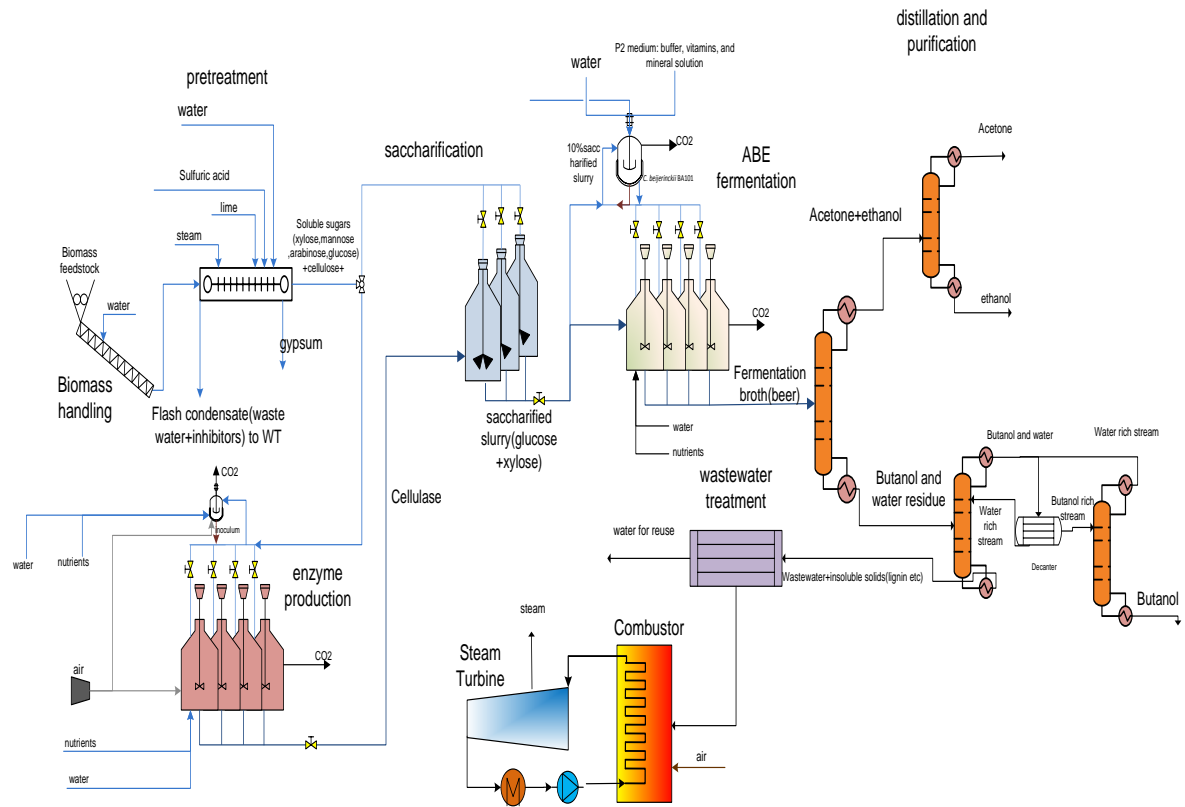 distillation and
purification
P2 medium: buffer, vitamins, and
mineral solution
water
pretreatment
water
Acetone
CO2
saccharification
10%sacc
harified
slurry
ABE
fermentation
C. beijerinckii BA101
Sulfuric acid
lime
Acetone+ethanol
steam
Soluble sugars
(xylose,mannose
,arabinose,glucose)
+cellulose+
Biomass
feedstock
water
ethanol
CO2
gypsum
Biomass
handling
Fermentation
broth(beer)
Flash condensate(waste
water+inhibitors) to WT
saccharified
slurry(glucose
+xylose)
water
nutrients
Butanol and water
Water rich stream
CO2
wastewater
treatment
Butanol and
water residue
Cellulase
Water
rich
stream
Butanol rich
stream
inoculum
water for reuse
water
nutrients
Decanter
enzyme
production
Wastewater+insoluble solids(lignin etc)
Butanol
steam
Combustor
Steam
Turbine
CO2
air
M
air
nutrients
water